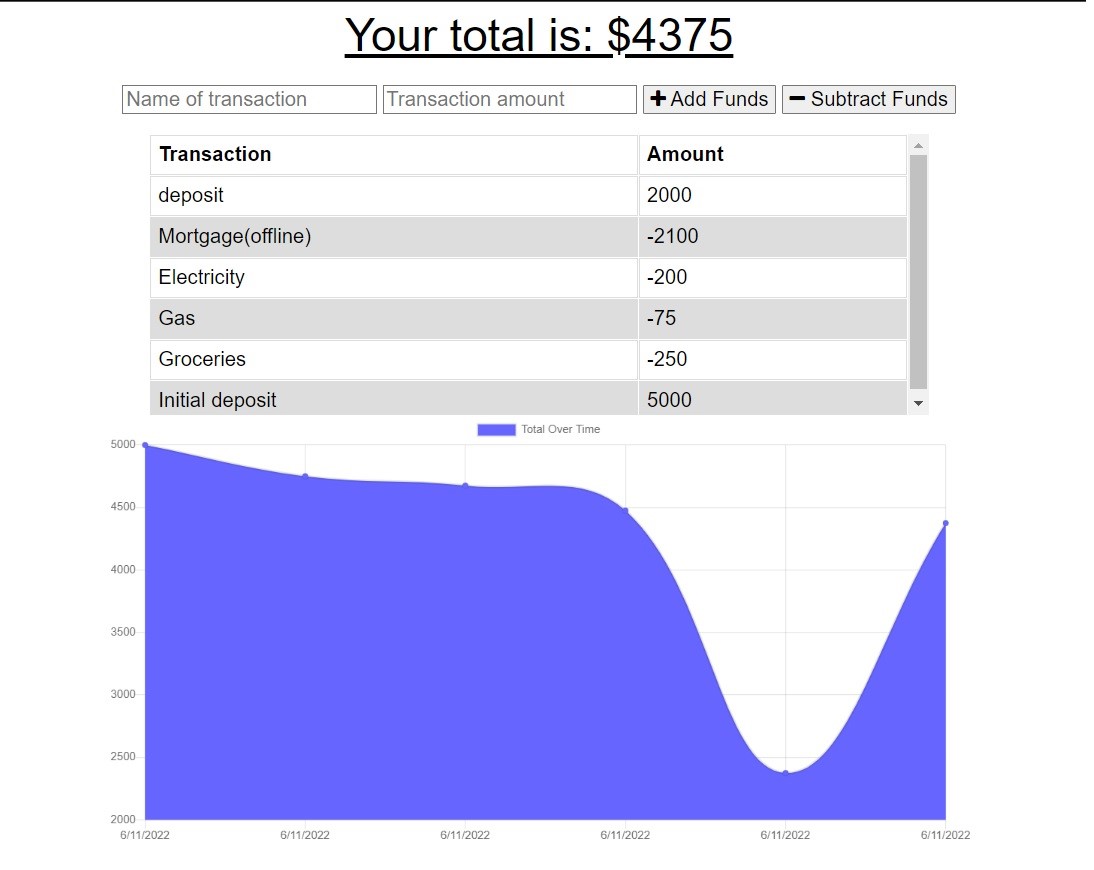 Your total is: $4375
Name of transaction Transaction amount Add Funds Subtract Funds
Transaction Amount
deposit 2000
Mortgage(offline) -2100
Electricity -200
Gas -75
Groceries -250
Initial deposit 5000
Total Over Time
5000
4500
4000
3500
3000
2500
2000
6/11/2022 6/11/2022 6/11/2022 6/11/2022 6/11/2022 6/11/2022